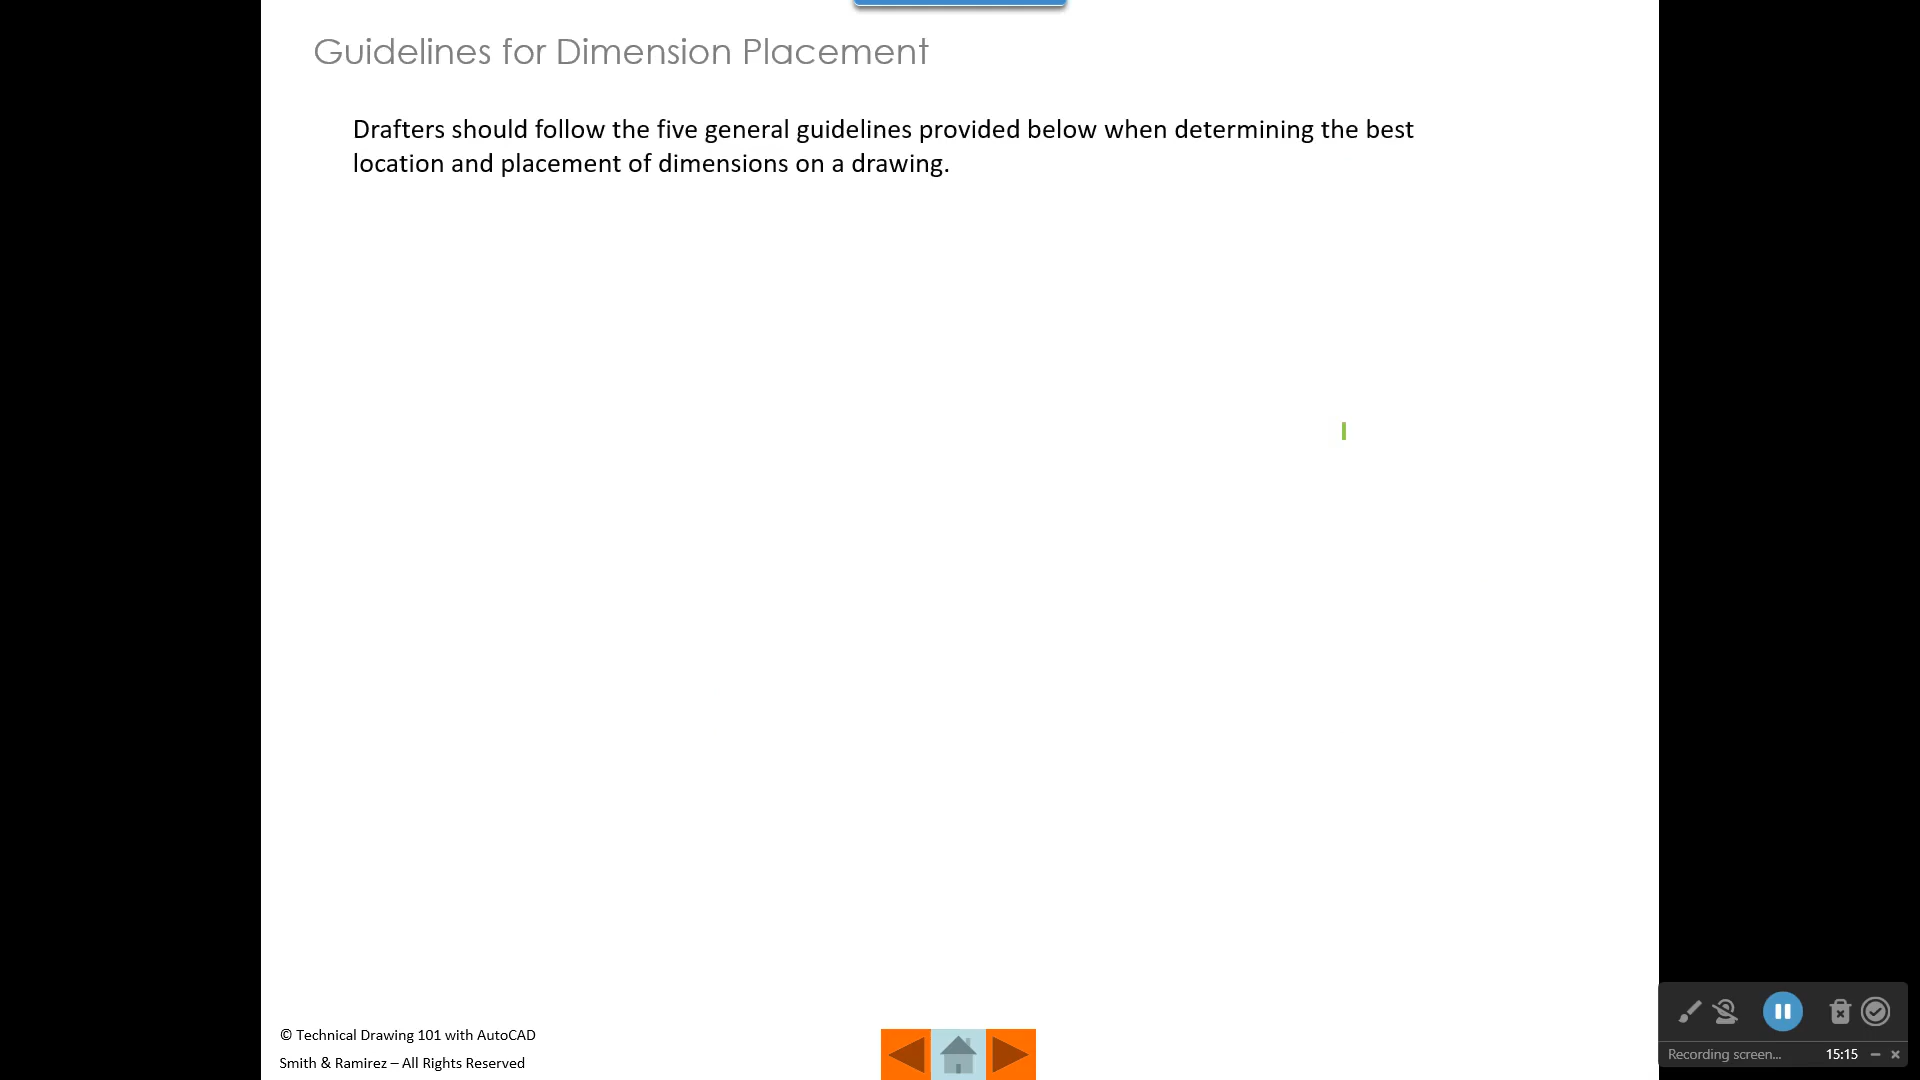 Guidelines for Dimension Placement
Drafters should follow the five general guidelines provided below when determining the best
location and placement of dimensions on a drawing.
© Technical Drawing 101 with AutoCAD
Smith & Ramirez – All Rights Reserved
Recording screen... 15:15